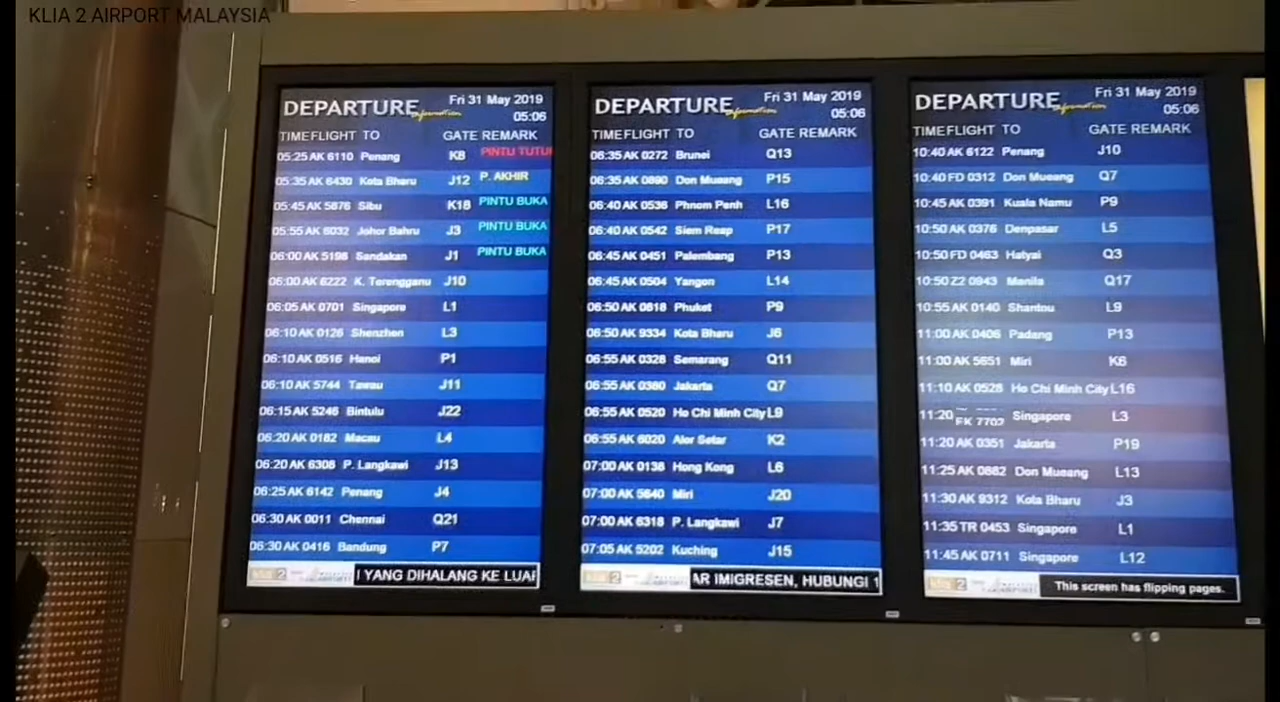 KLIA 2 AIRPORT MALAYSIA
DEPARTURE Information Fri 31 May 2019
05:06
TIME FLIGHT TO GATE REMARK
05:25 AK 6110 Penang K8 PINTU TUTUP
05:35 AK 6430 Kota Bharu J12 P. AKHIR
05:45 AK 5876 Sibu K18 PINTU BUKA
05:55 AK 6032 Johor Bahru J3 PINTU BUKA
06:00 AK 5196 Sandakan J1 PINTU BUKA
06:00 AK 6222 K. Terengganu J10
06:05 AK 0701 Singapore L1
06:10 AK 0126 Shenzhen L3
06:10 AK 0516 Hanoi P1
06:10 AK 5744 Tawau J11
06:15 AK 5246 Bintulu J22
06:20 AK 0182 Macau L4
06:20 AK 6308 P. Langkawi J13
06:25 AK 6142 Penang J4
06:30 AK 0011 Chennai Q21
06:30 AK 0416 Bandung P7
klia 2 I YANG DIHALANG KE LUAR
DEPARTURE Information Fri 31 May 2019
05:06
TIME FLIGHT TO GATE REMARK
06:35 AK 0272 Brunei Q13
06:35 AK 0890 Don Mueang P15
06:40 AK 0536 Phnom Penh L16
06:40 AK 0542 Siem Reap P17
06:45 AK 0451 Palembang P13
06:45 AK 0504 Yangon L14
06:50 AK 0818 Phuket P9
06:50 AK 9334 Kota Bharu J6
06:55 AK 0328 Semarang Q11
06:55 AK 0380 Jakarta Q7
06:55 AK 0520 Ho Chi Minh City L9
06:55 AK 6020 Alor Setar K2
07:00 AK 0138 Hong Kong L6
07:00 AK 5640 Miri J20
07:00 AK 6318 P. Langkawi J7
07:05 AK 5202 Kuching J15
klia 2 AR IMIGRESEN, HUBUNGI 1
DEPARTURE Information Fri 31 May 2019
05:06
TIME FLIGHT TO GATE REMARK
10:40 AK 6122 Penang J10
10:40 FD 0312 Don Mueang Q7
10:45 AK 0391 Kuala Namu P9
10:50 AK 0376 Denpasar L5
10:50 FD 0463 Hatyai Q3
10:50 Z2 0943 Manila Q17
10:55 AK 0140 Shantou L9
11:00 AK 0406 Padang P13
11:00 AK 5651 Miri K6
11:10 AK 0528 Ho Chi Minh City L16
11:20 EK 7702 Singapore L3
11:20 AK 0351 Jakarta P19
11:25 AK 0882 Don Mueang L13
11:30 AK 9312 Kota Bharu J3
11:35 TR 0453 Singapore L1
11:45 AK 0711 Singapore L12
klia 2 This screen has flipping pages.